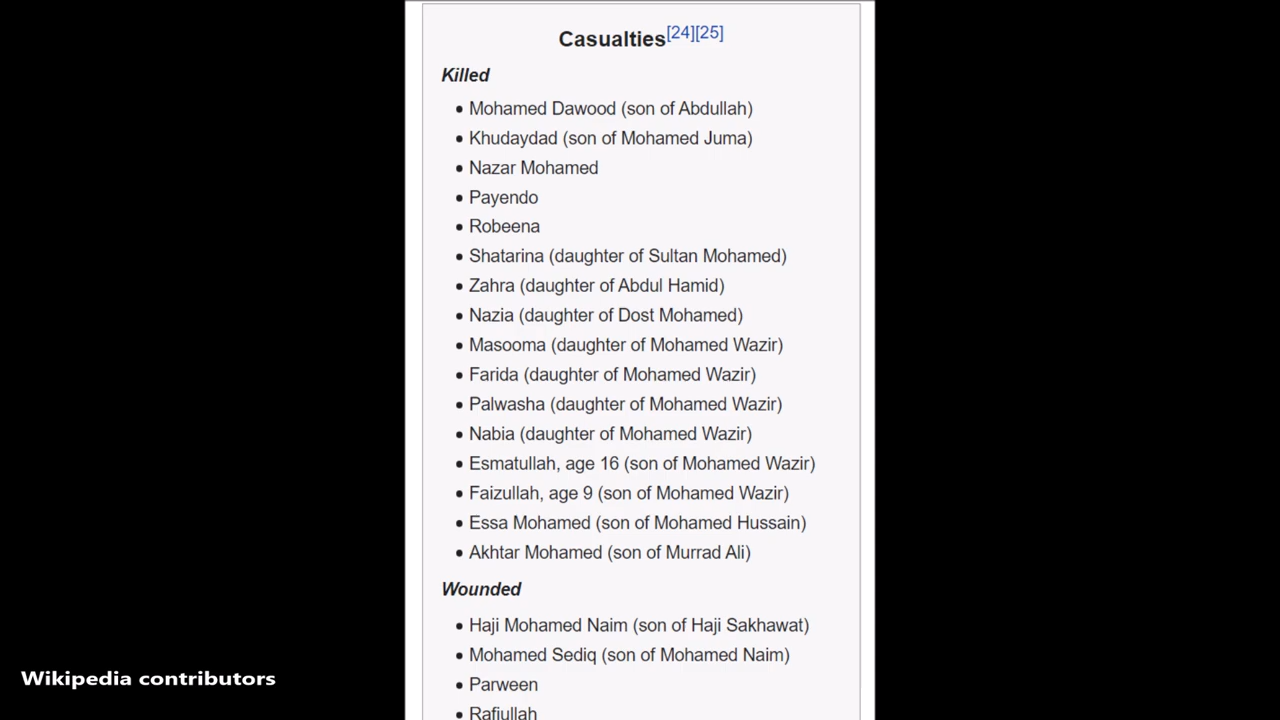 Casualties[24][25]
Killed
• Mohamed Dawood (son of Abdullah)
• Khudaydad (son of Mohamed Juma)
• Nazar Mohamed
• Payendo
• Robeena
• Shatarina (daughter of Sultan Mohamed)
• Zahra (daughter of Abdul Hamid)
• Nazia (daughter of Dost Mohamed)
• Masooma (daughter of Mohamed Wazir)
• Farida (daughter of Mohamed Wazir)
• Palwasha (daughter of Mohamed Wazir)
• Nabia (daughter of Mohamed Wazir)
• Esmatullah, age 16 (son of Mohamed Wazir)
• Faizullah, age 9 (son of Mohamed Wazir)
• Essa Mohamed (son of Mohamed Hussain)
• Akhtar Mohamed (son of Murrad Ali)
Wounded
• Haji Mohamed Naim (son of Haji Sakhawat)
• Mohamed Sediq (son of Mohamed Naim)
• Parween
• Rafiullah
Wikipedia contributors